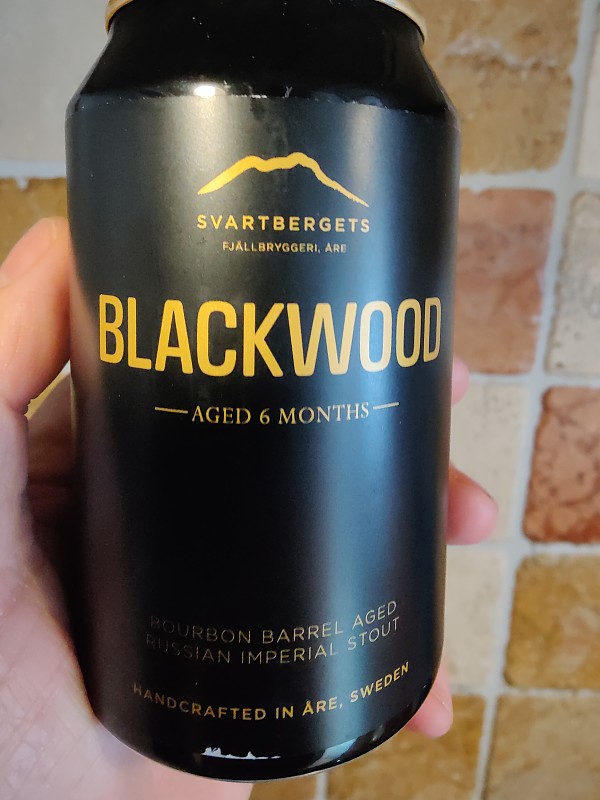 SVARTBERGETS
FJÄLLBRYGGERI, ÅRE
BLACKWOOD
AGED 6 MONTHS
BOURBON BARREL AGED
RUSSIAN IMPERIAL STOUT
HANDCRAFTED IN ÅRE, SWEDEN